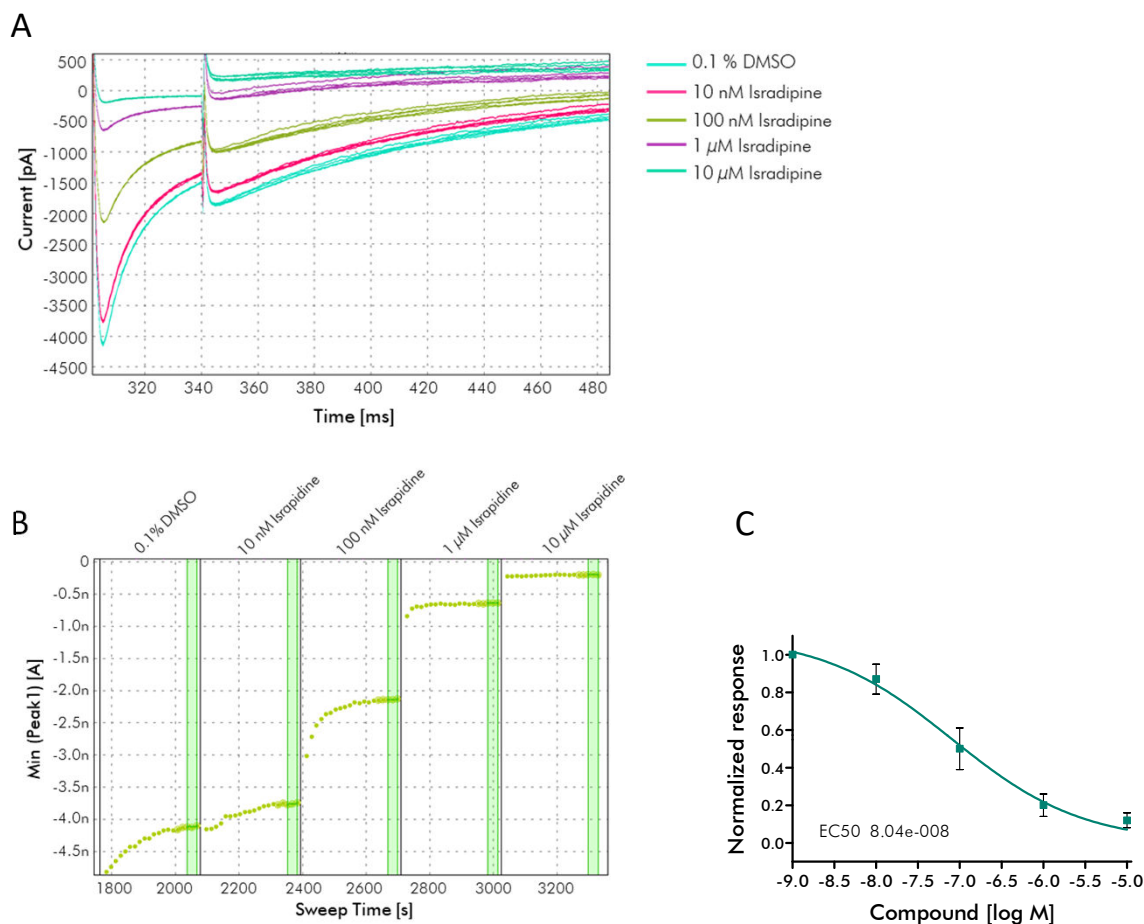 A
500
0
-500
-1000
-1500
-2000
-2500
-3000
-3500
-4000
-4500
Current [pA]
320 340 360 380 400 420 440 460 480
Time [ms]
0.1 % DMSO
10 nM Isradipine
100 nM Isradipine
1 µM Isradipine
10 µM Isradipine
B
0.1% DMSO
10 nM Israpidine
100 nM Israpidine
1 µM Israpidine
10 µM Israpidine
0
-0.5n
-1.0n
-1.5n
-2.0n
-2.5n
-3.0n
-3.5n
-4.0n
-4.5n
Min (Peak1) [A]
1800 2000 2200 2400 2600 2800 3000 3200
Sweep Time [s]
C
1.0
0.8
0.6
0.4
0.2
0.0
Normalized response
EC50 8.04e-008
-9.0 -8.5 -8.0 -7.5 -7.0 -6.5 -6.0 -5.5 -5.0
Compound [log M]